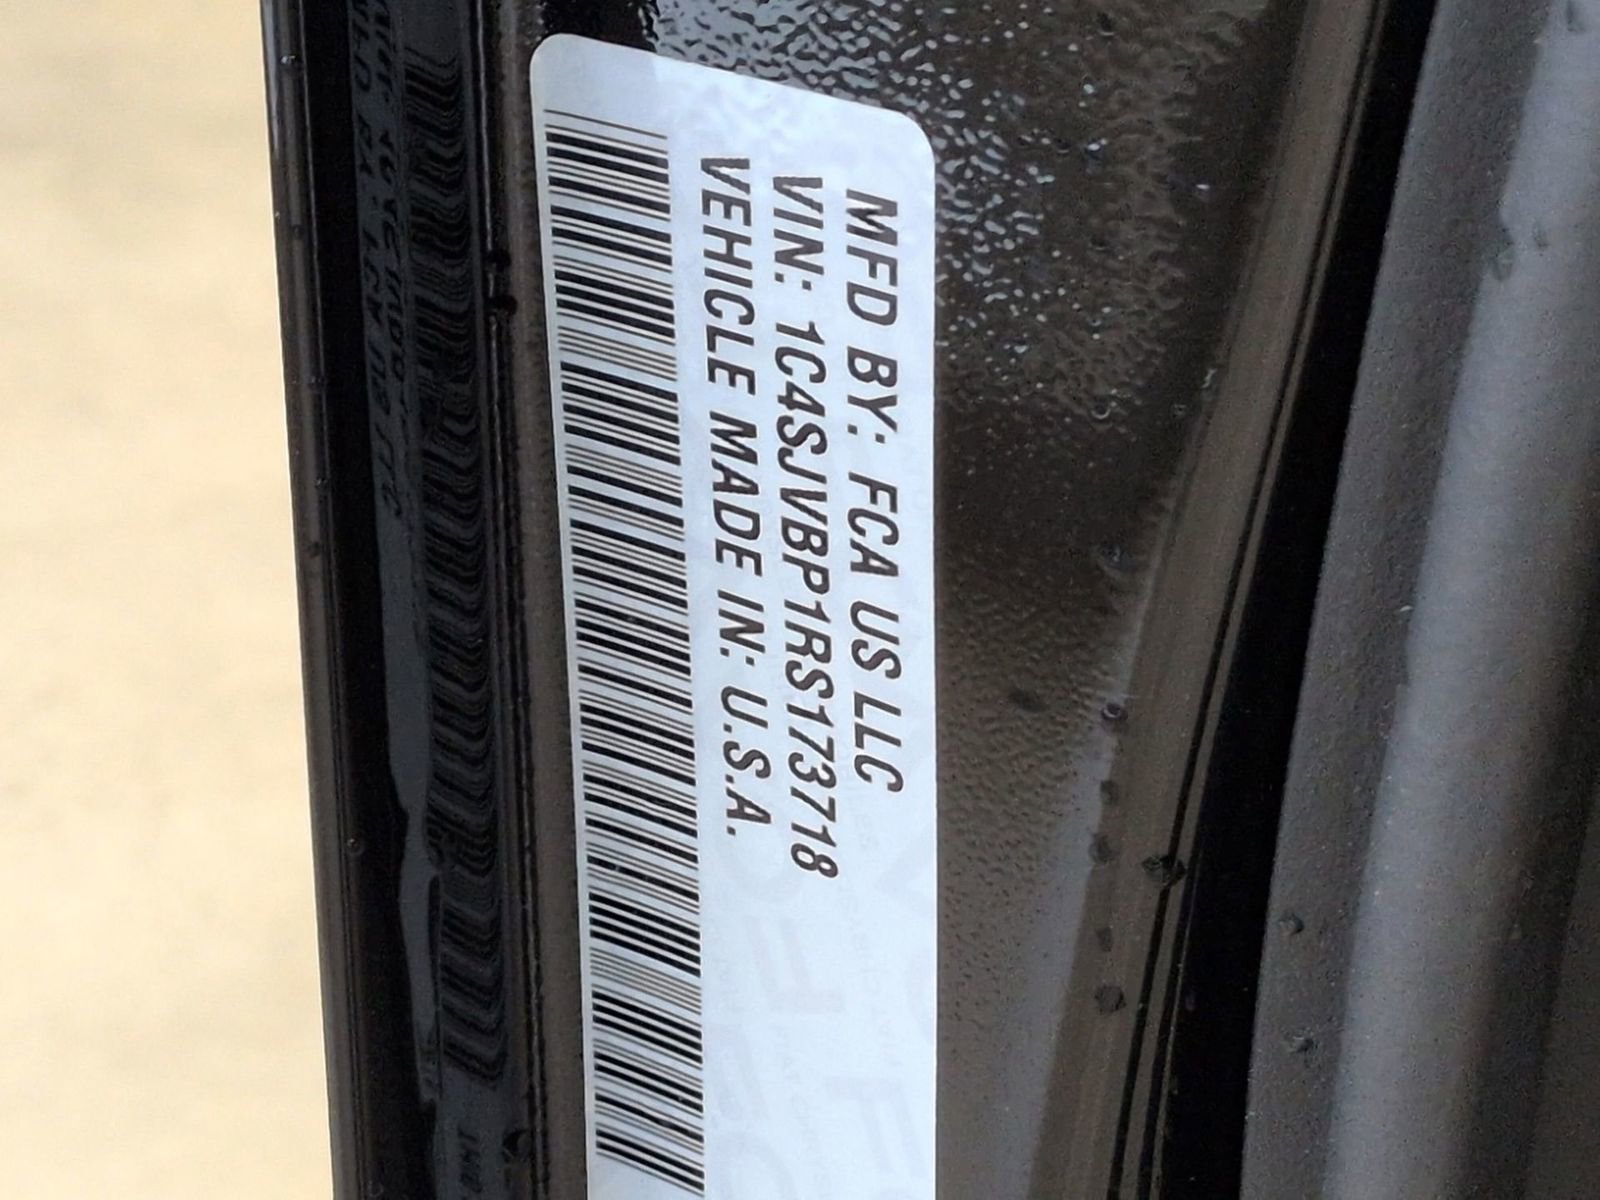 MFD BY: FCA US LLC
VIN: 1C4SJVBP1RS173718
VEHICLE MADE IN: U.S.A.